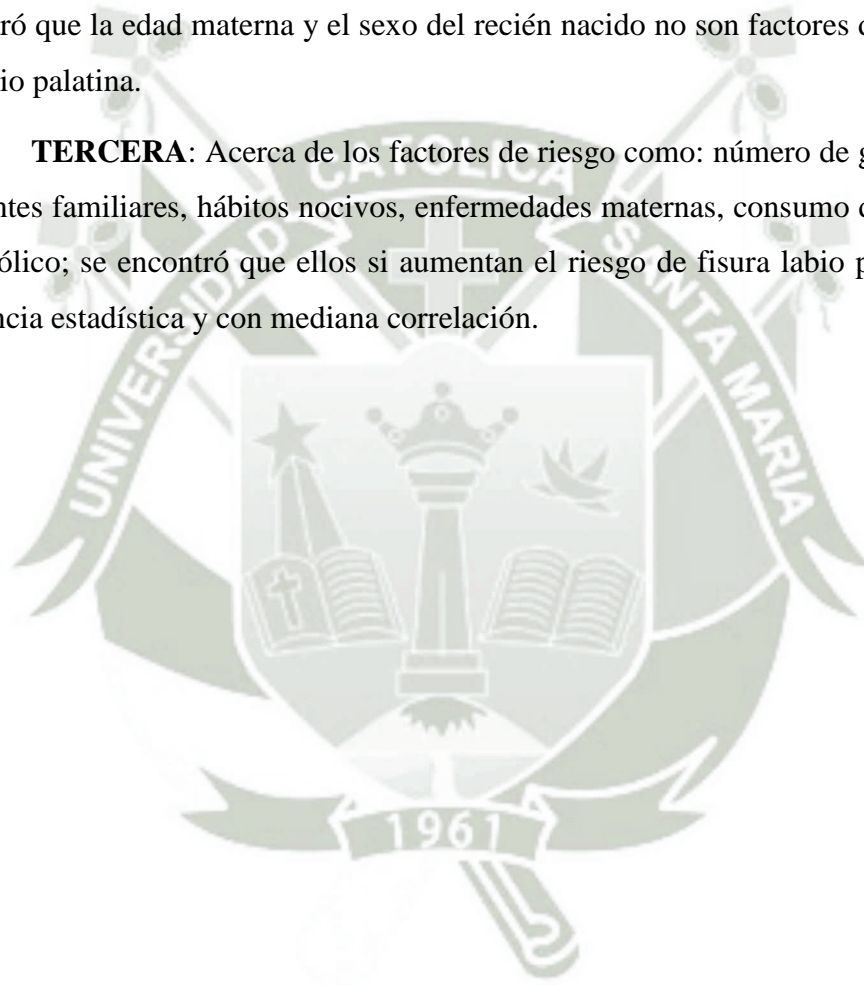 ró que la edad materna y el sexo del recién nacido no son factores
io palatina.
TERCERA: Acerca de los factores de riesgo como: número de
ntes familiares, hábitos nocivos, enfermedades maternas, consumo
ólico; se encontró que ellos si aumentan el riesgo de fisura labio
ncia estadística y con mediana correlación.
UNIVERSIDAD CATOLICA SANTA MARIA
1961